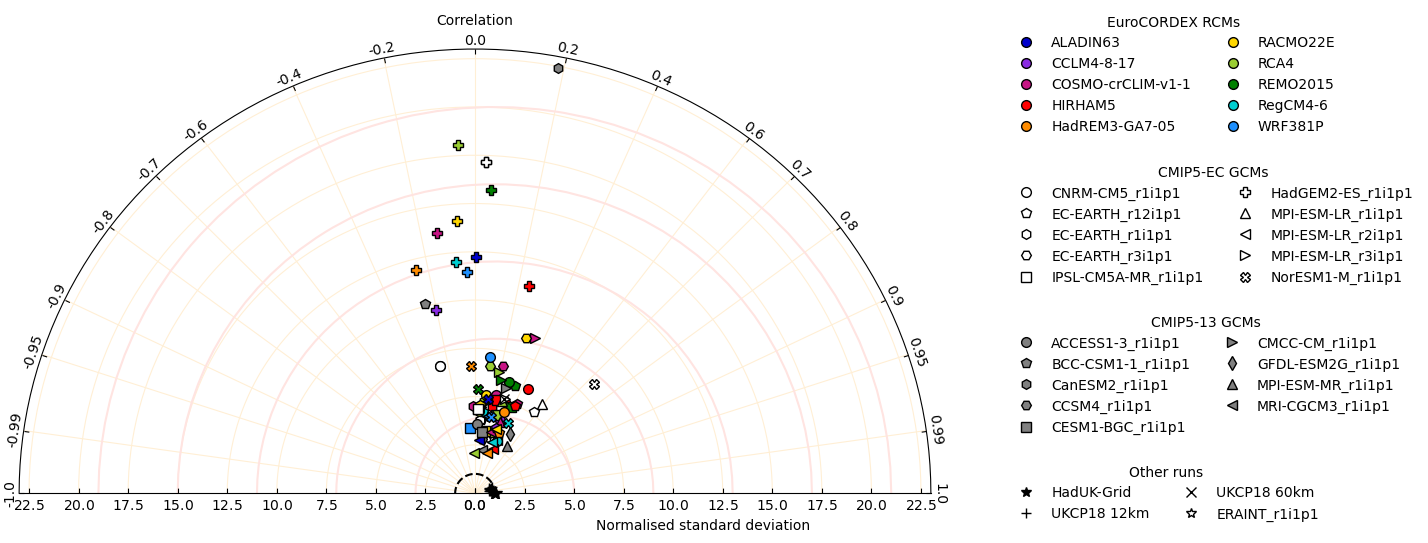 Correlation
0.0
-0.2 0.2
-0.4 0.4
-0.6 0.6
-0.7 0.7
-0.8 0.8
-0.9 0.9
-0.95 0.95
-0.99 0.99
-1.0 1.0
22.5 20.0 17.5 15.0 12.5 10.0 7.5 5.0 2.5 0.0 2.5 5.0 7.5 10.0 12.5 15.0 17.5 20.0 22.5
Normalised standard deviation
EuroCORDEX RCMs
ALADIN63 RACMO22E
CCLM4-8-17 RCA4
COSMO-crCLIM-v1-1 REMO2015
HIRHAM5 RegCM4-6
HadREM3-GA7-05 WRF381P
CMIP5-EC GCMs
CNRM-CM5_r1i1p1 HadGEM2-ES_r1i1p1
EC-EARTH_r12i1p1 MPI-ESM-LR_r1i1p1
EC-EARTH_r1i1p1 MPI-ESM-LR_r2i1p1
EC-EARTH_r3i1p1 MPI-ESM-LR_r3i1p1
IPSL-CM5A-MR_r1i1p1 NorESM1-M_r1i1p1
CMIP5-13 GCMs
ACCESS1-3_r1i1p1 CMCC-CM_r1i1p1
BCC-CSM1-1_r1i1p1 GFDL-ESM2G_r1i1p1
CanESM2_r1i1p1 MPI-ESM-MR_r1i1p1
CCSM4_r1i1p1 MRI-CGCM3_r1i1p1
CESM1-BGC_r1i1p1
Other runs
HadUK-Grid UKCP18 60km
UKCP18 12km ERAINT_r1i1p1